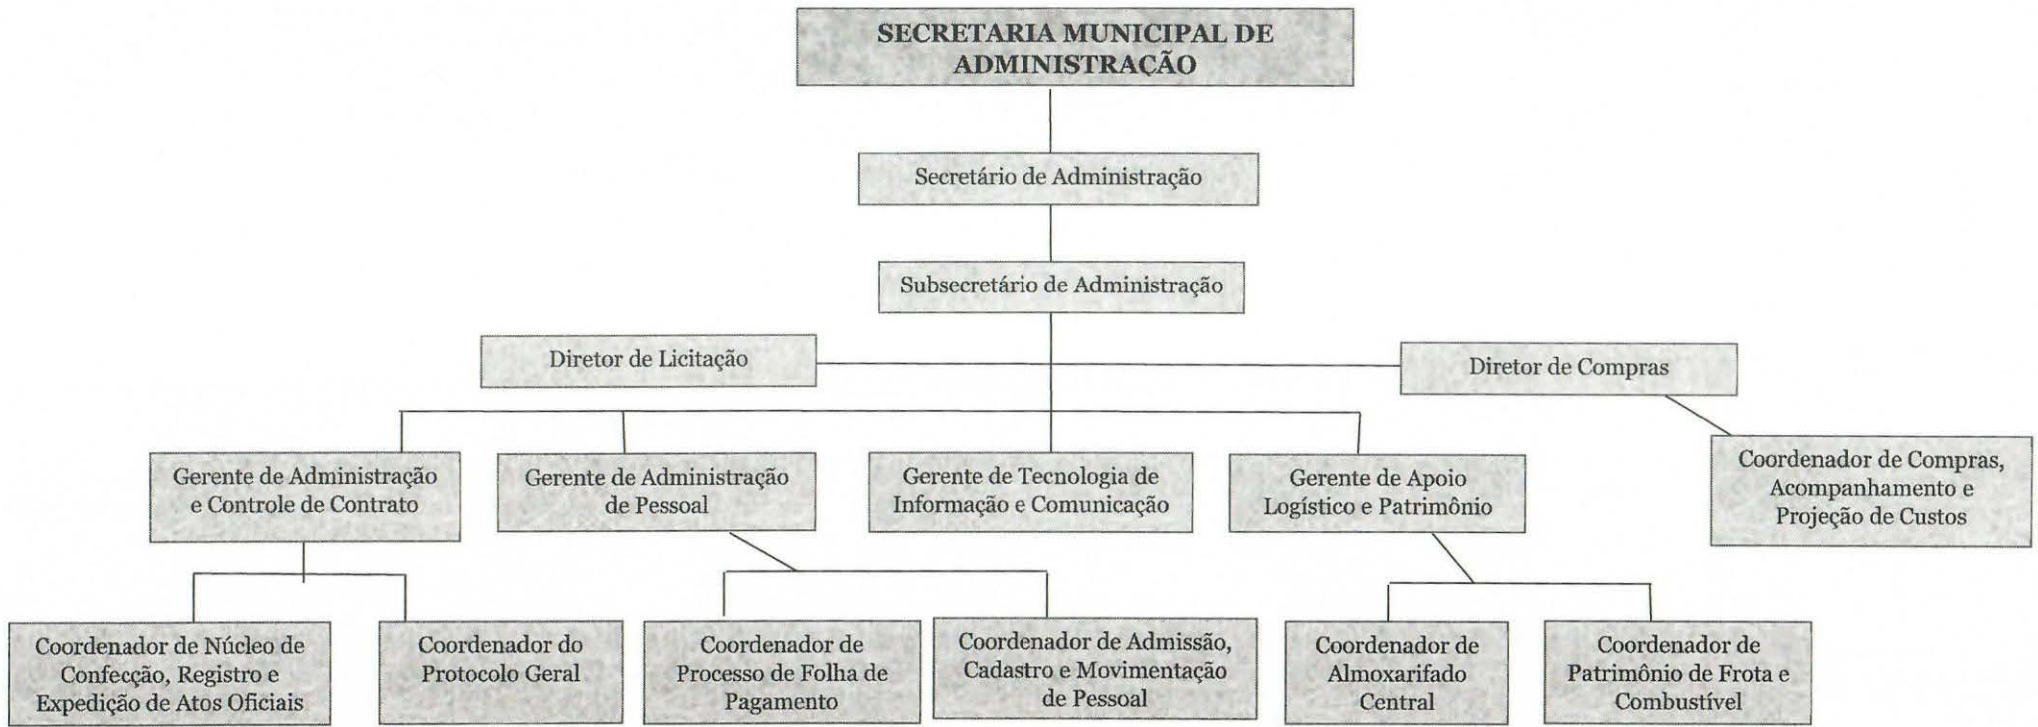 SECRETARIA MUNICIPAL DE
ADMINISTRAÇÃO
Secretário de Administração
Subsecretário de Administração
Diretor de Licitação
Diretor de Compras
Gerente de Administração
e Controle de Contrato
Gerente de Administração
de Pessoal
Gerente de Tecnologia de
Informação e Comunicação
Gerente de Apoio
Logístico e Patrimônio
Coordenador de Compras,
Acompanhamento e
Projeção de Custos
Coordenador de Núcleo de
Confecção, Registro e
Expedição de Atos Oficiais
Coordenador do
Protocolo Geral
Coordenador de
Processo de Folha de
Pagamento
Coordenador de Admissão,
Cadastro e Movimentação
de Pessoal
Coordenador de
Almoxarifado
Central
Coordenador de
Patrimônio de Frota e
Combustível